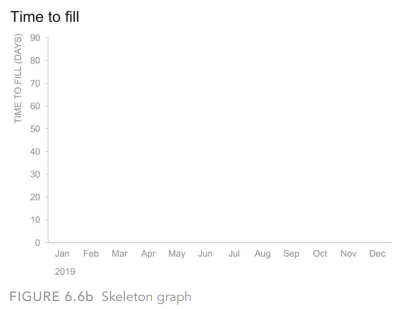 Time to fill
TIME TO FILL (DAYS)
90
80
70
60
50
40
30
20
10
0
Jan Feb Mar Apr May Jun Jul Aug Sep Oct Nov Dec
2019
FIGURE 6.6b Skeleton graph